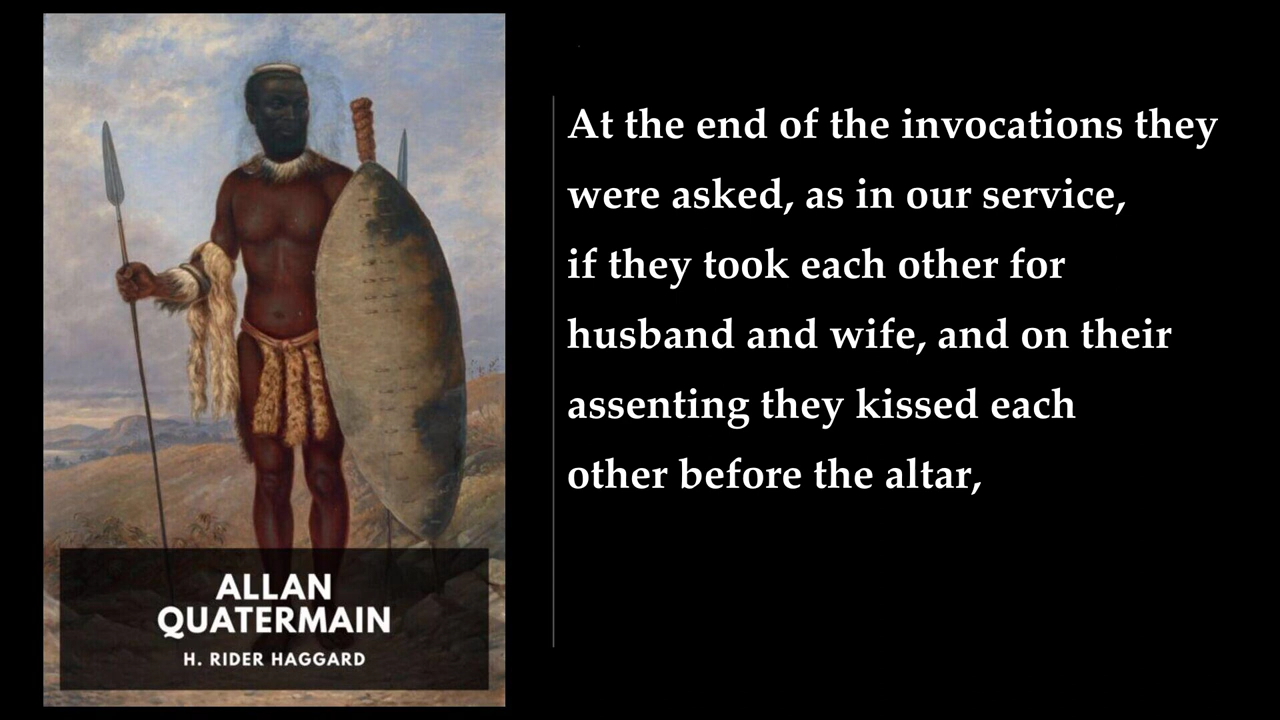 ALLAN
QUATERMAIN
H. RIDER HAGGARD
At the end of the invocations they
were asked, as in our service,
if they took each other for
husband and wife, and on their
assenting they kissed each
other before the altar,